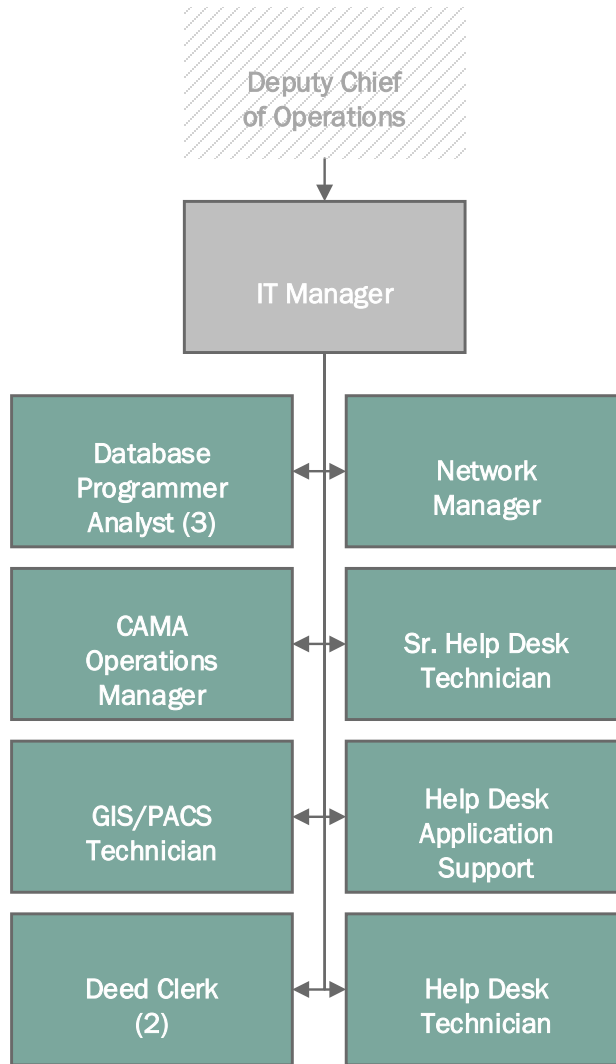 Deputy Chief
of Operations
IT Manager
Database
Programmer
Analyst (3)
Network
Manager
CAMA
Operations
Manager
Sr. Help Desk
Technician
GIS/PACS
Technician
Help Desk
Application
Support
Deed Clerk
(2)
Help Desk
Technician